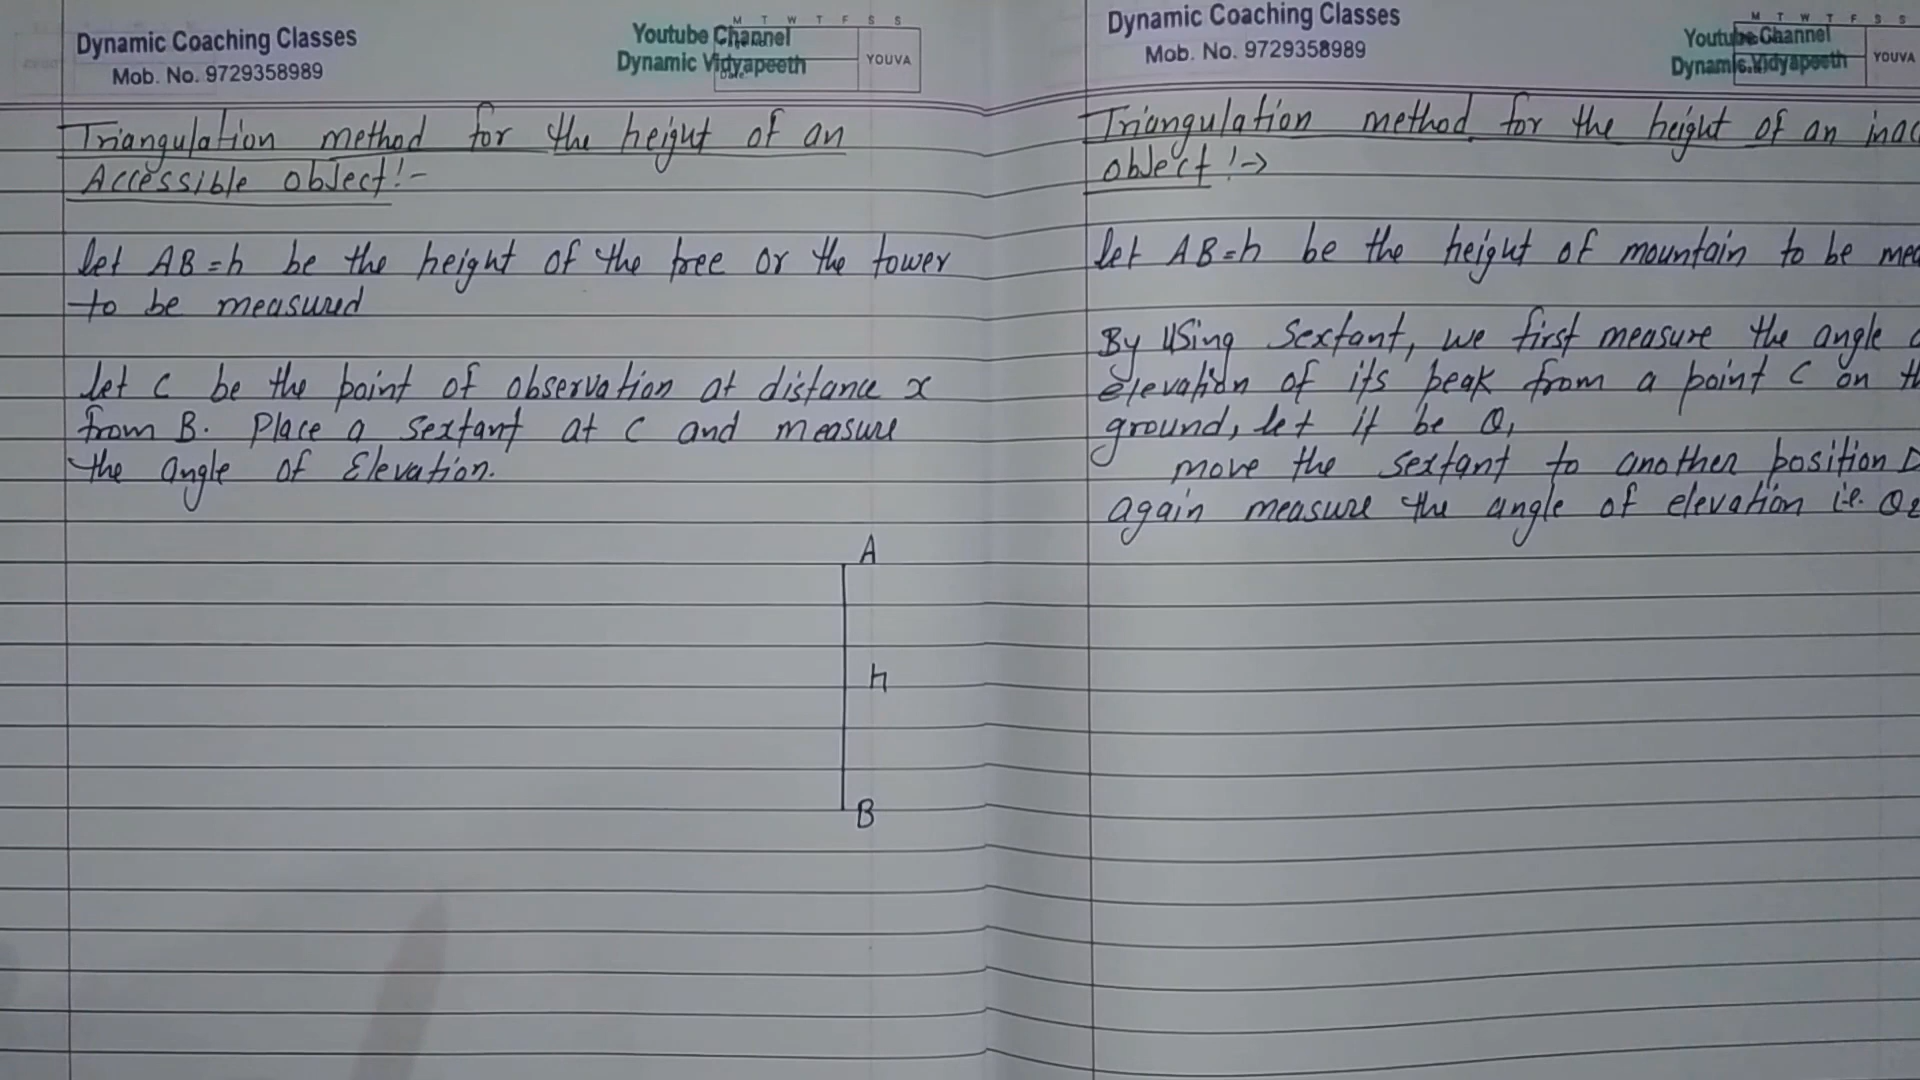 Dynamic Coaching Classes
Mob. No. 9729358989
Youtube Channel
Dynamic Vidyapeeth
M T W T F S S
YOUVA
Triangulation method for the height of an
Accessible object:-
let AB=h be the height of the tree or the tower
to be measured
let C be the point of observation at distance x
from B. Place a sextant at C and measure
the angle of Elevation.
A
h
B
Dynamic Coaching Classes
Mob. No. 9729358989
Youtube Channel
Dynamic Vidyapeeth
M T W T F S S
YOUVA
Triangulation method for the height of an
object:->
let AB=h be the height of mountain to be
By Using Sextant, we first measure the angle
elevation of its peak from a point C on
ground, let it be θ1
move the sextant to another position D
again measure the angle of elevation i.e. θ2